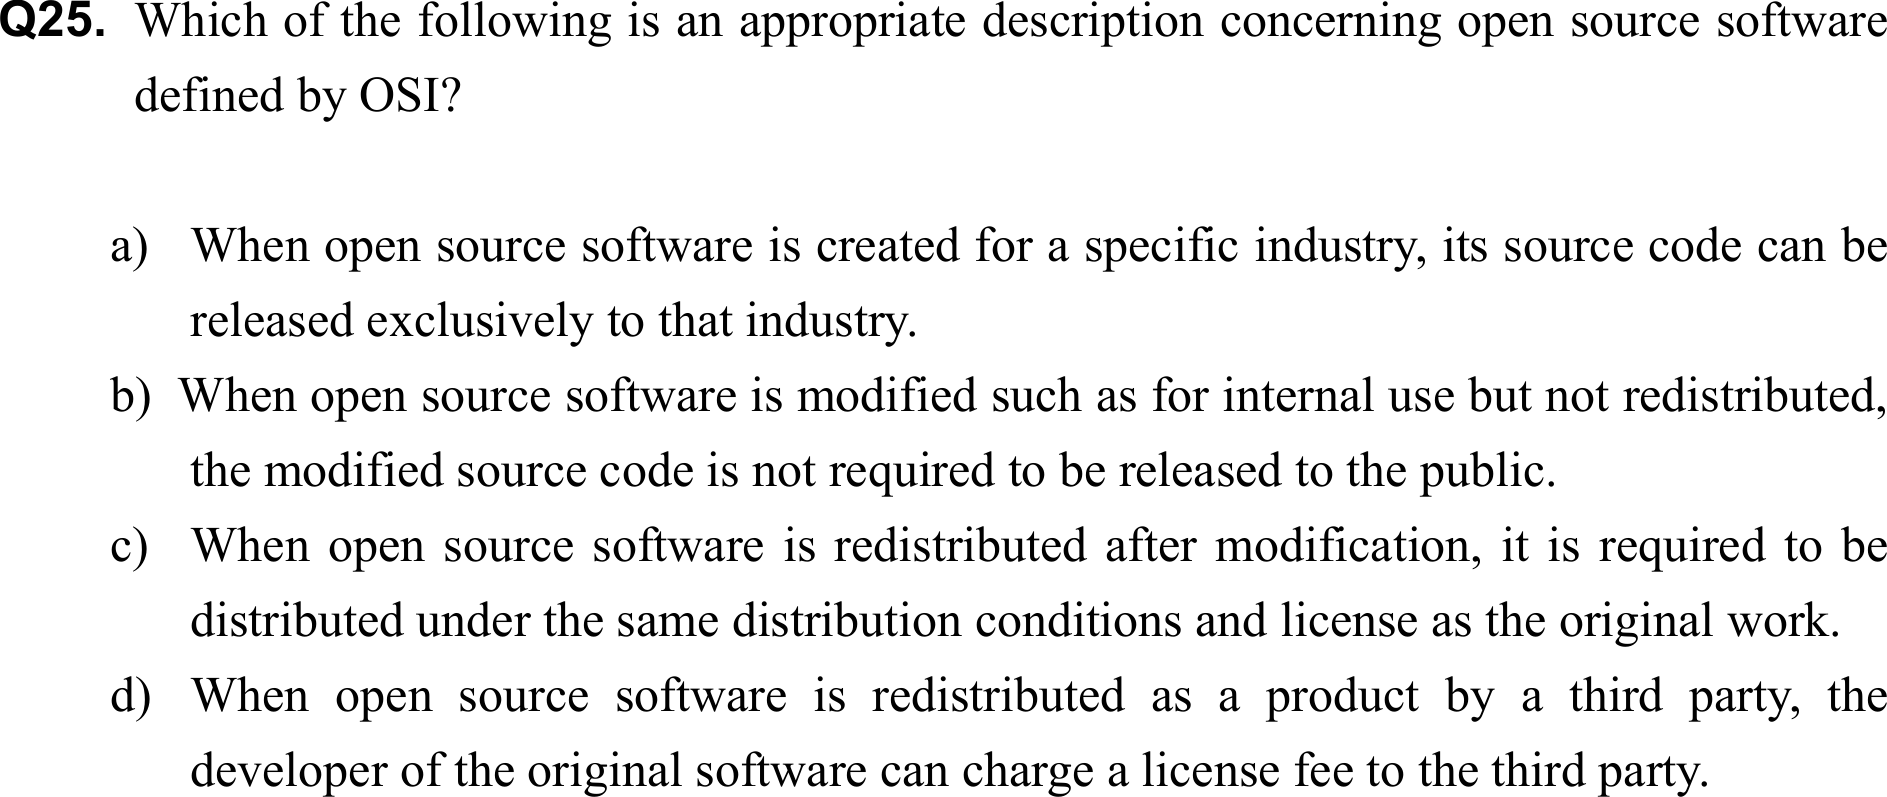 Q25. Which of the following is an appropriate description concerning open source software
defined by OSI?
a) When open source software is created for a specific industry, its source code can be
released exclusively to that industry.
b) When open source software is modified such as for internal use but not redistributed,
the modified source code is not required to be released to the public.
c) When open source software is redistributed after modification, it is required to be
distributed under the same distribution conditions and license as the original work.
d) When open source software is redistributed as a product by a third party, the
developer of the original software can charge a license fee to the third party.